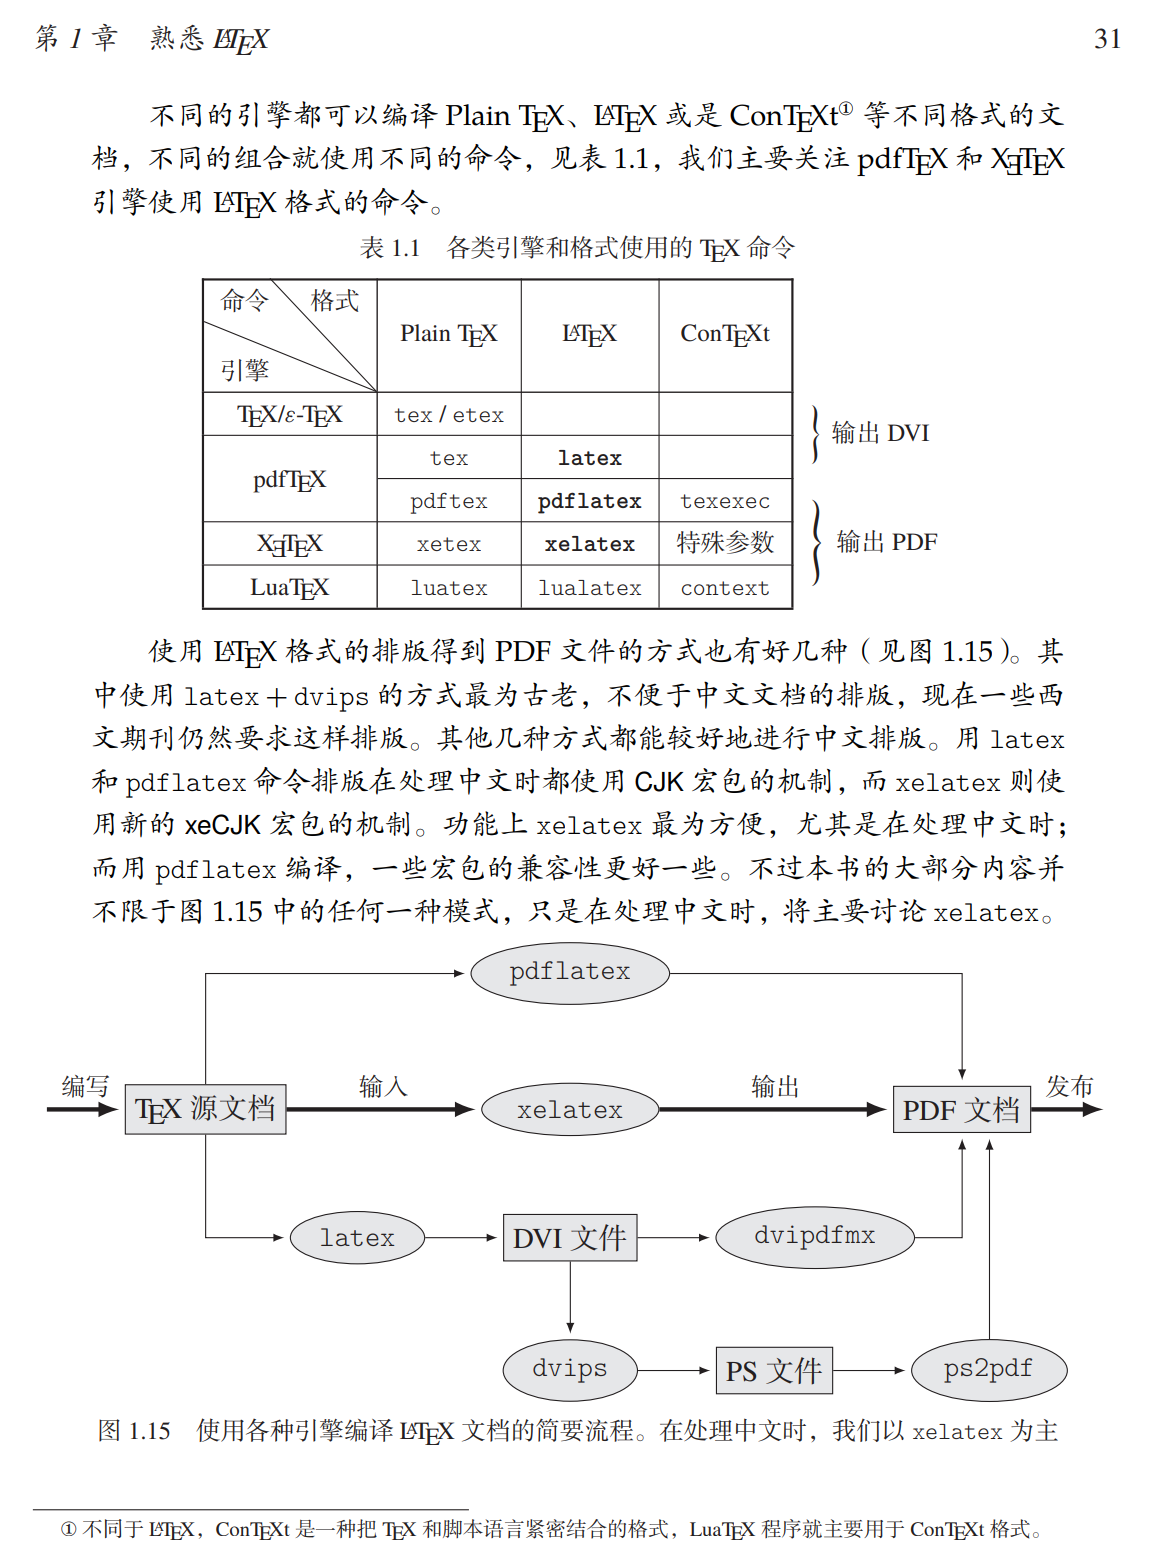 第 1 章 熟悉 LATEX 31
不同的引擎都可以编译 Plain TEX、LATEX 或是 ConTEXt① 等不同格式的文
档，不同的组合就使用不同的命令，见表 1.1，我们主要关注 pdfTEX 和 XƎTEX
引擎使用 LATEX 格式的命令。
表 1.1 各类引擎和格式使用的 TEX 命令
命令 格式
Plain TEX LATEX ConTEXt
引擎
TEX/ε-TEX tex / etex
输出 DVI
tex latex
pdfTEX
pdftex pdflatex texexec
XƎTEX xetex xelatex 特殊参数
输出 PDF
LuaTEX luatex lualatex context
使用 LATEX 格式的排版得到 PDF 文件的方式也有好几种（见图 1.15）。其
中使用 latex + dvips 的方式最为古老，不便于中文文档的排版，现在一些西
文期刊仍然要求这样排版。其他几种方式都能较好地进行中文排版。用 latex
和 pdflatex 命令排版在处理中文时都使用 CJK 宏包的机制，而 xelatex 则使
用新的 xeCJK 宏包的机制。功能上 xelatex 最为方便，尤其是在处理中文时；
而用 pdflatex 编译，一些宏包的兼容性更好一些。不过本书的大部分内容并
不限于图 1.15 中的任何一种模式，只是在处理中文时，将主要讨论 xelatex。
pdflatex
编写 输入 输出 发布
TEX 源文档 xelatex PDF 文档
latex DVI 文件 dvipdfmx
dvips PS 文件 ps2pdf
图 1.15 使用各种引擎编译 LATEX 文档的简要流程。在处理中文时，我们以 xelatex 为主
① 不同于 LATEX，ConTEXt 是一种把 TEX 和脚本语言紧密结合的格式，LuaTEX 程序就主要用于 ConTEXt 格式。